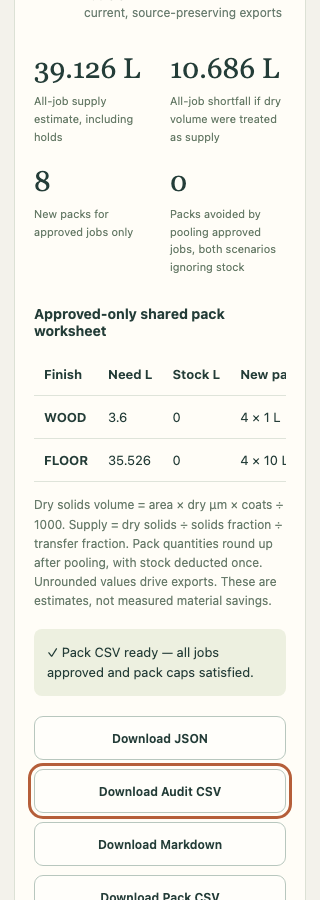 current, source-preserving exports
39.126 L
10.686 L
All-job supply
estimate, including
holds
All-job shortfall if dry
volume were treated
as supply
8
0
New packs for
approved jobs only
Packs avoided by
pooling approved
jobs, both scenarios
ignoring stock
Approved-only shared pack
worksheet
Finish Need L Stock L New pa
WOOD 3.6 0 4 × 1 L
FLOOR 35.526 0 4 × 10 L
Dry solids volume = area × dry µm × coats ÷
1000. Supply = dry solids ÷ solids fraction ÷
transfer fraction. Pack quantities round up
after pooling, with stock deducted once.
Unrounded values drive exports. These are
estimates, not measured material savings.
✓ Pack CSV ready — all jobs
approved and pack caps satisfied.
Download JSON
Download Audit CSV
Download Markdown
Download Pack CSV